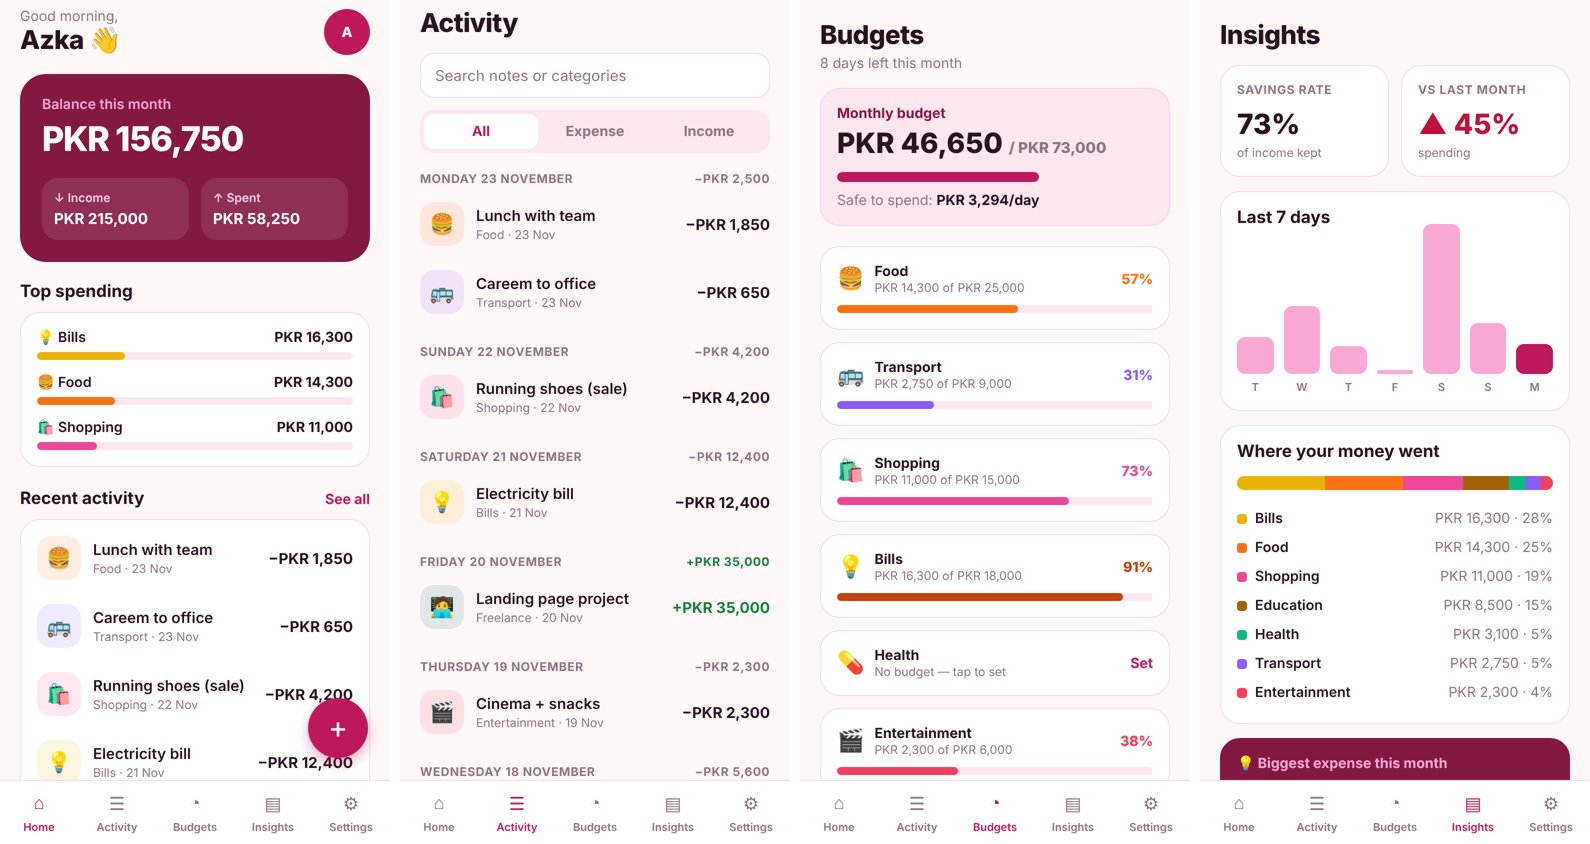 Good morning,
Azka 👋
A
Balance this month
PKR 156,750
↓ Income
PKR 215,000
↑ Spent
PKR 58,250
Top spending
💡 Bills PKR 16,300
🍔 Food PKR 14,300
🛍️ Shopping PKR 11,000
Recent activity See all
Lunch with team −PKR 1,850
Food · 23 Nov
Careem to office −PKR 650
Transport · 23 Nov
Running shoes (sale) −PKR 4,200
Shopping · 22 Nov
+
Electricity bill −PKR 12,400
Bills · 21 Nov
Home Activity Budgets Insights Settings
Activity
Search notes or categories
All Expense Income
MONDAY 23 NOVEMBER −PKR 2,500
Lunch with team −PKR 1,850
Food · 23 Nov
Careem to office −PKR 650
Transport · 23 Nov
SUNDAY 22 NOVEMBER −PKR 4,200
Running shoes (sale) −PKR 4,200
Shopping · 22 Nov
SATURDAY 21 NOVEMBER −PKR 12,400
Electricity bill −PKR 12,400
Bills · 21 Nov
FRIDAY 20 NOVEMBER +PKR 35,000
Landing page project +PKR 35,000
Freelance · 20 Nov
THURSDAY 19 NOVEMBER −PKR 2,300
Cinema + snacks −PKR 2,300
Entertainment · 19 Nov
WEDNESDAY 18 NOVEMBER −PKR 5,600
Home Activity Budgets Insights Settings
Budgets
8 days left this month
Monthly budget
PKR 46,650 / PKR 73,000
Safe to spend: PKR 3,294/day
Food 57%
PKR 14,300 of PKR 25,000
Transport 31%
PKR 2,750 of PKR 9,000
Shopping 73%
PKR 11,000 of PKR 15,000
Bills 91%
PKR 16,300 of PKR 18,000
Health Set
No budget — tap to set
Entertainment 38%
PKR 2,300 of PKR 6,000
Home Activity Budgets Insights Settings
Insights
SAVINGS RATE
73%
of income kept
VS LAST MONTH
▲ 45%
spending
Last 7 days
T W T F S S M
Where your money went
Bills PKR 16,300 · 28%
Food PKR 14,300 · 25%
Shopping PKR 11,000 · 19%
Education PKR 8,500 · 15%
Health PKR 3,100 · 5%
Transport PKR 2,750 · 5%
Entertainment PKR 2,300 · 4%
💡 Biggest expense this month
Home Activity Budgets Insights Settings